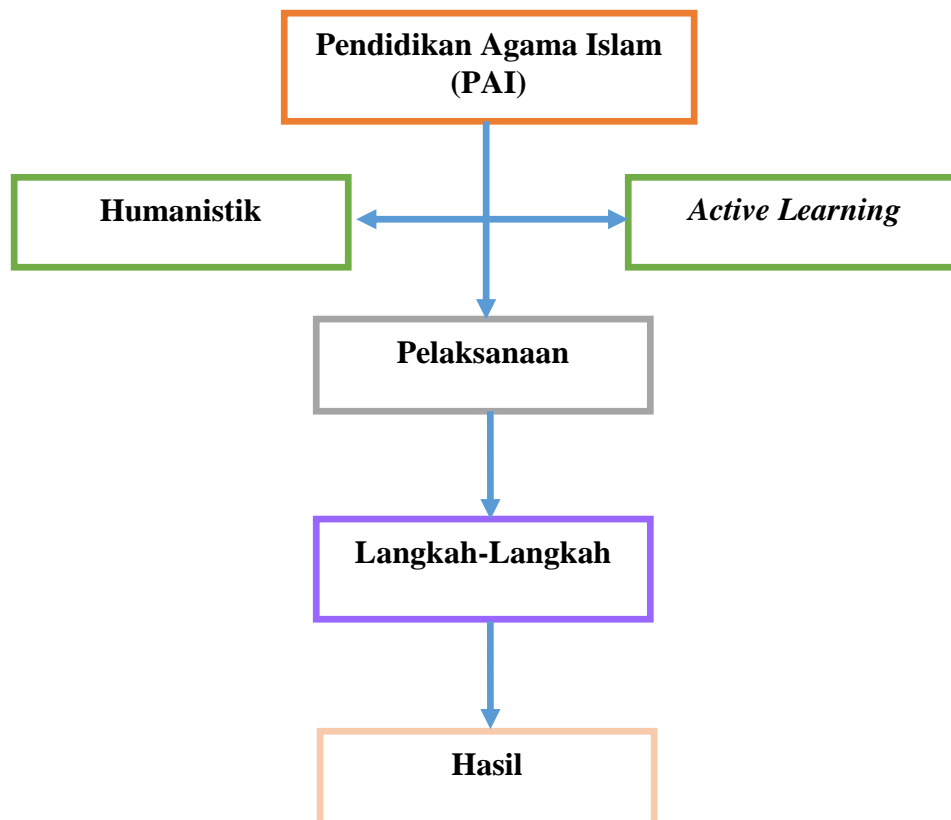 Pendidikan Agama Islam
(PAI)
Humanistik
Active Learning
Pelaksanaan
Langkah-Langkah
Hasil